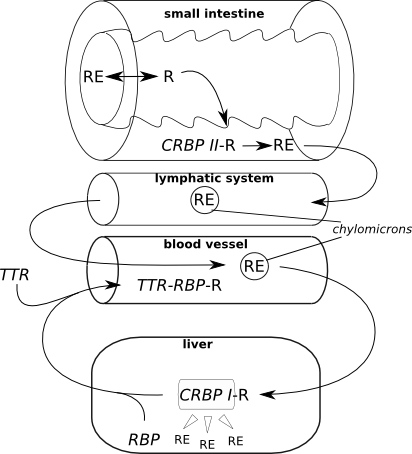 small intestine
RE R
CRBP II-R RE
lymphatic system
RE
chylomicrons
blood vessel
RE
TTR
TTR-RBP-R
liver
CRBP I-R
RBP RE RE RE